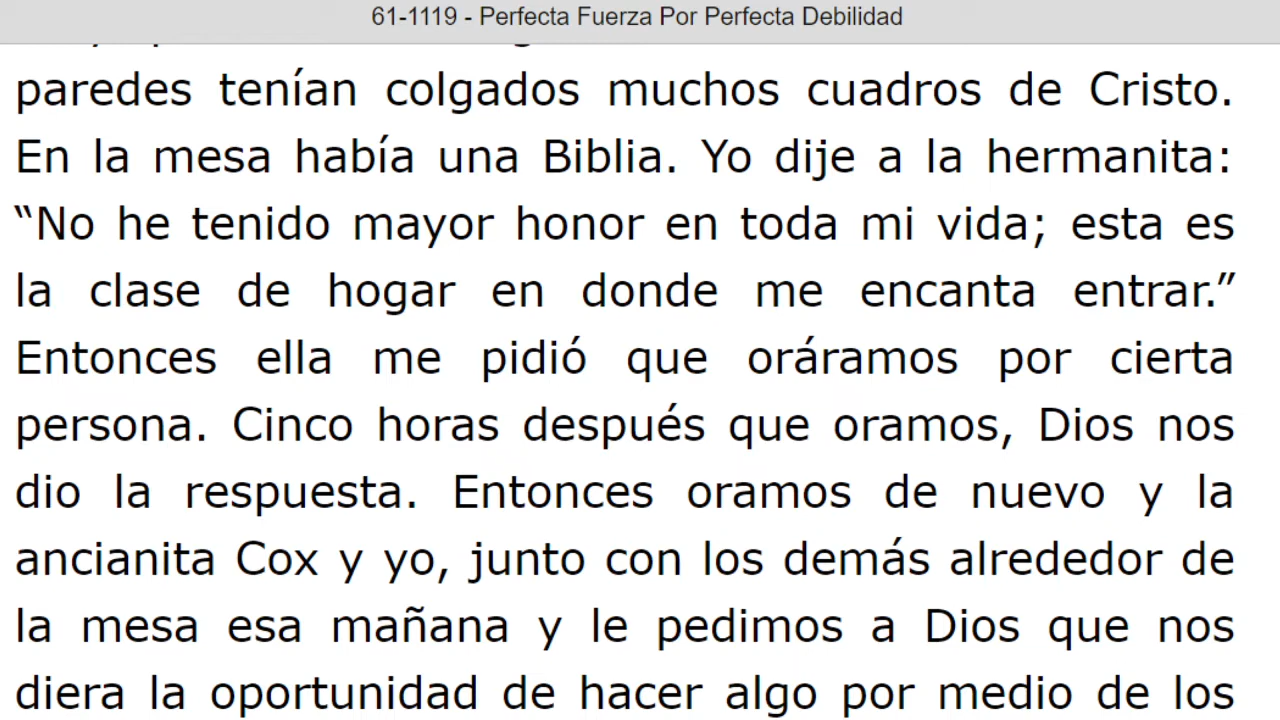 61-1119 - Perfecta Fuerza Por Perfecta Debilidad
paredes tenían colgados muchos cuadros de Cristo.
En la mesa había una Biblia. Yo dije a la hermanita:
“No he tenido mayor honor en toda mi vida; esta es
la clase de hogar en donde me encanta entrar.”
Entonces ella me pidió que oráramos por cierta
persona. Cinco horas después que oramos, Dios nos
dio la respuesta. Entonces oramos de nuevo y la
ancianita Cox y yo, junto con los demás alrededor de
la mesa esa mañana y le pedimos a Dios que nos
diera la oportunidad de hacer algo por medio de los